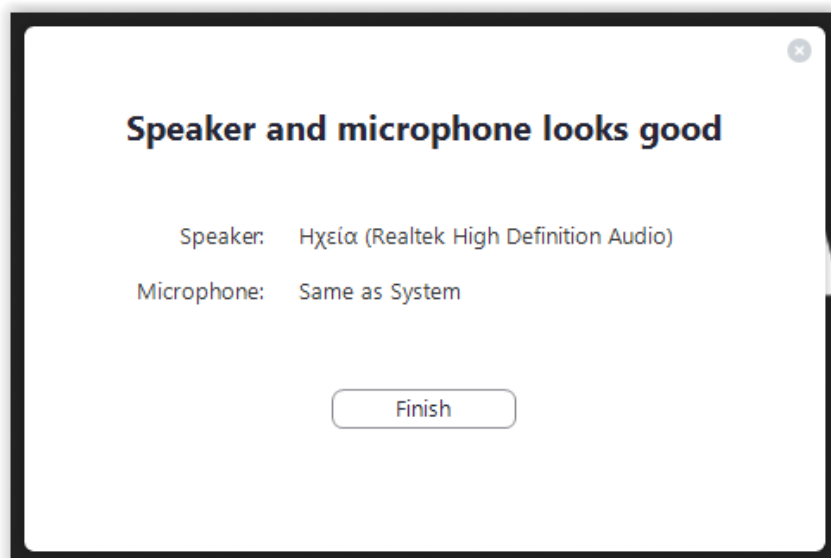 Speaker and microphone looks good
Speaker: Ηχεία (Realtek High Definition Audio)
Microphone: Same as System
Finish